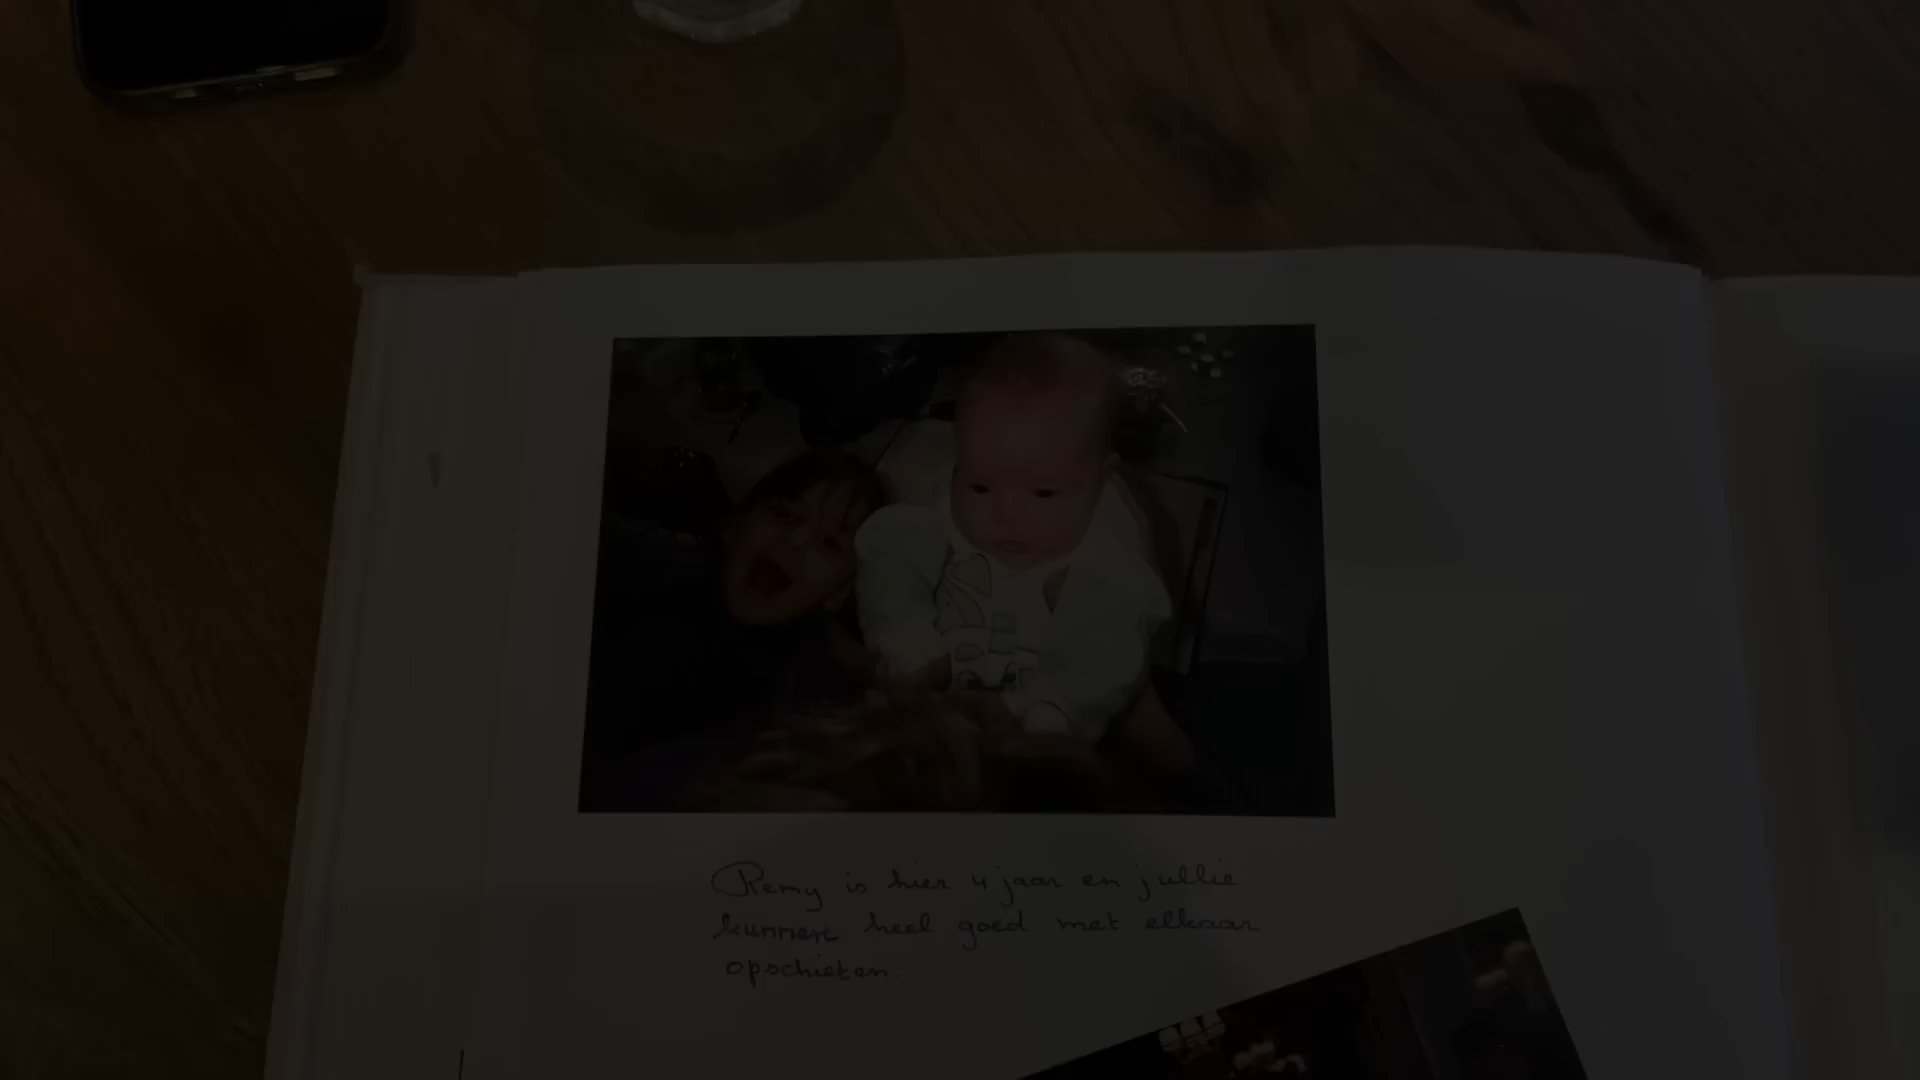 Remy is hier 4 jaar en jullie
kunnen heel goed met elkaar
opschieten